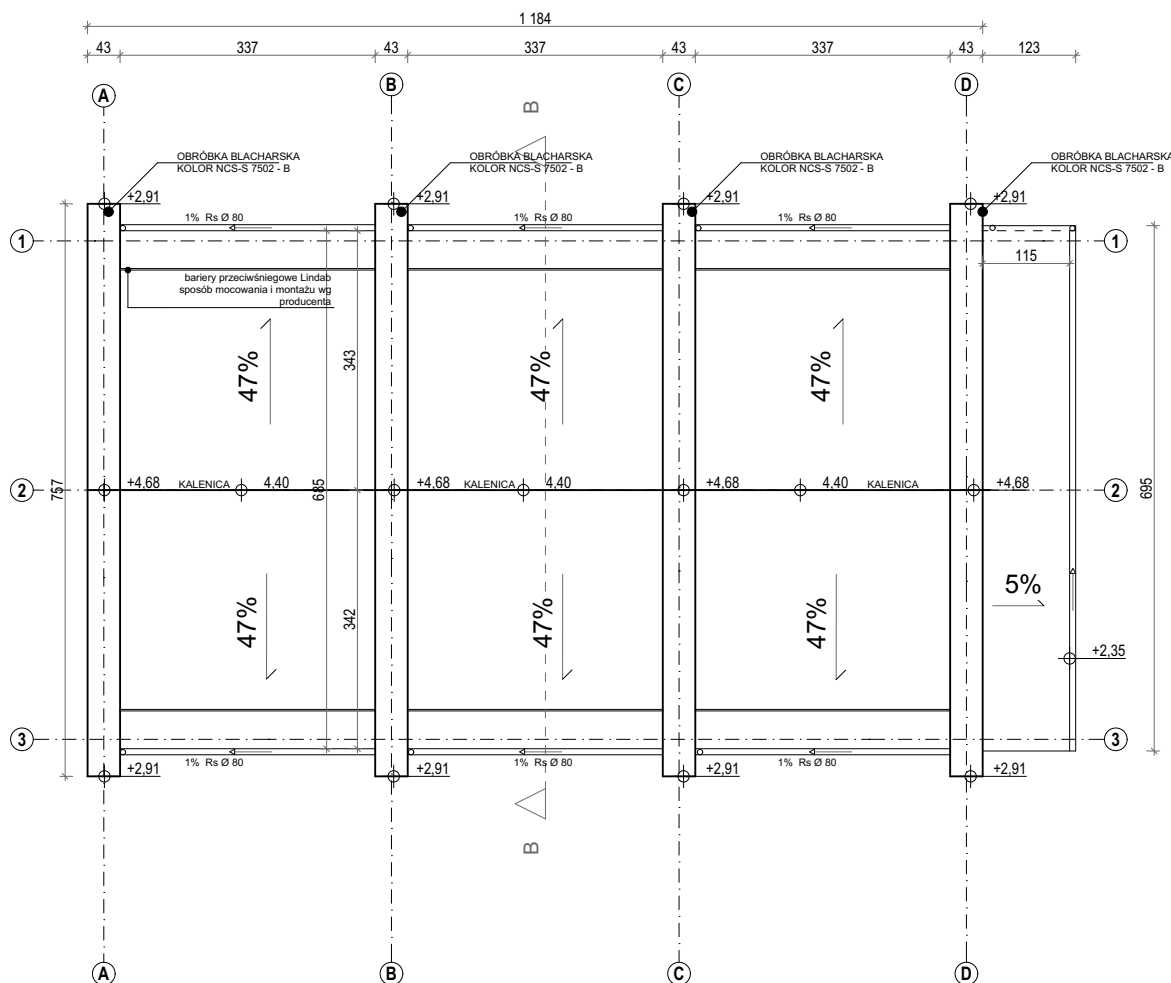 1 184
43 337 43 337 43 337 43 123
A B C D
B
OBRÓBKA BLACHARSKA
KOLOR NCS-S 7502 - B
OBRÓBKA BLACHARSKA
KOLOR NCS-S 7502 - B
OBRÓBKA BLACHARSKA
KOLOR NCS-S 7502 - B
OBRÓBKA BLACHARSKA
KOLOR NCS-S 7502 - B
+2,91 +2,91 +2,91 +2,91
1% Rs Ø 80 1% Rs Ø 80 1% Rs Ø 80
1 1
115
bariery przeciwśniegowe Lindab
sposób mocowania i montażu wg
producenta
343
47% 47% 47%
757
685
695
2 +4,68 KALENICA 4,40 +4,68 KALENICA 4,40 +4,68 4,40 KALENICA +4,68 2
5%
342
47% 47% 47%
+2,35
3 3
1% Rs Ø 80 1% Rs Ø 80 1% Rs Ø 80
+2,91 +2,91 +2,91 +2,91
B
A B C D